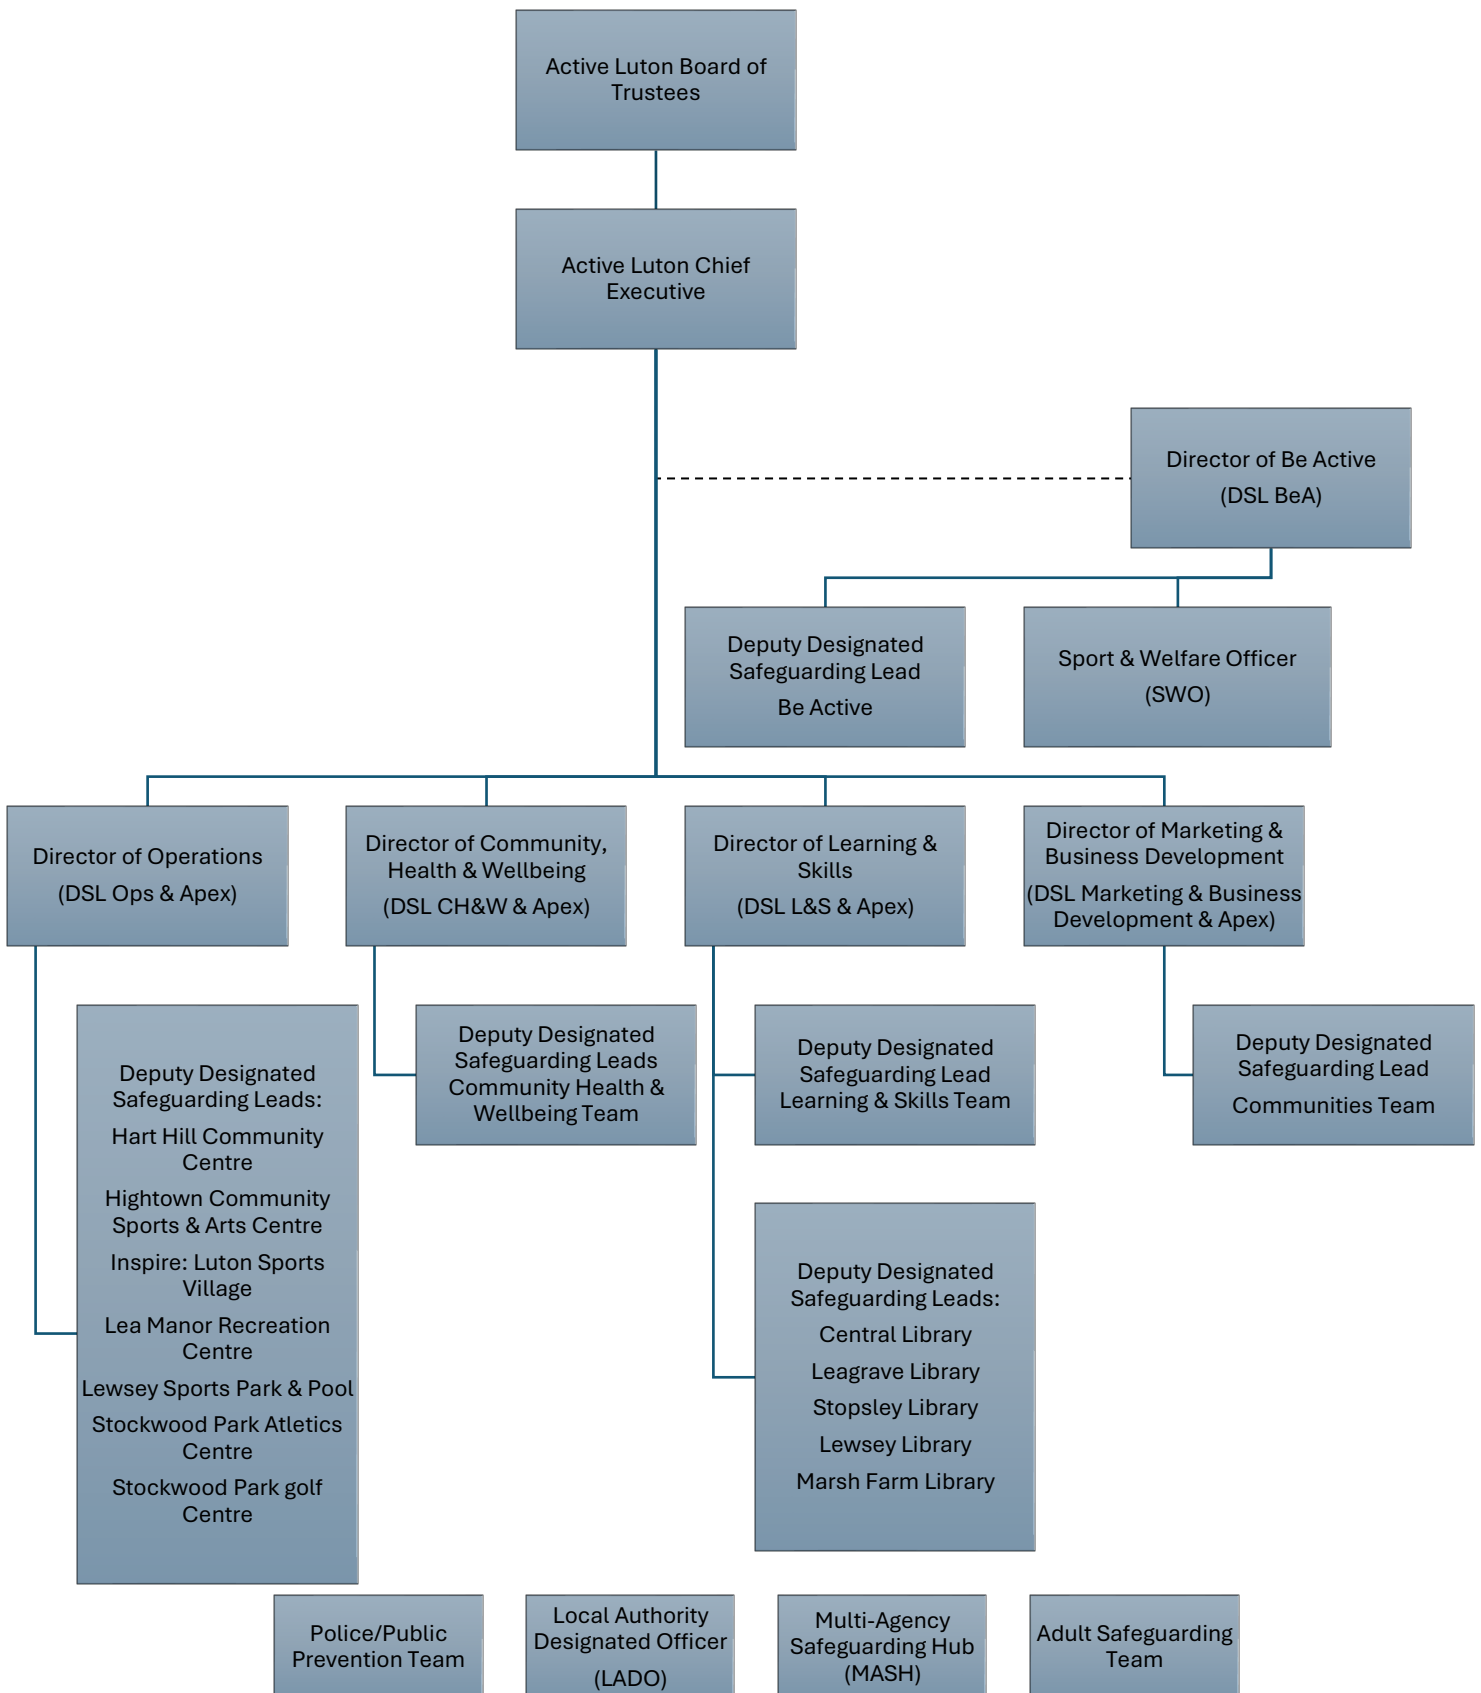 Active Luton Board of
Trustees
Active Luton Chief
Executive
Director of Be Active
(DSL BeA)
Deputy Designated
Safeguarding Lead
Be Active
Sport & Welfare Officer
(SWO)
Director of Operations
(DSL Ops & Apex)
Director of Community,
Health & Wellbeing
(DSL CH&W & Apex)
Director of Learning &
Skills
(DSL L&S & Apex)
Director of Marketing &
Business Development
(DSL Marketing & Business
Development & Apex)
Deputy Designated
Safeguarding Leads:
Hart Hill Community
Centre
Hightown Community
Sports & Arts Centre
Inspire: Luton Sports
Village
Lea Manor Recreation
Centre
Lewsey Sports Park & Pool
Stockwood Park Atletics
Centre
Stockwood Park golf
Centre
Deputy Designated
Safeguarding Leads
Community Health &
Wellbeing Team
Deputy Designated
Safeguarding Lead
Learning & Skills Team
Deputy Designated
Safeguarding Leads:
Central Library
Leagrave Library
Stopsley Library
Lewsey Library
Marsh Farm Library
Deputy Designated
Safeguarding Lead
Communities Team
Police/Public
Prevention Team
Local Authority
Designated Officer
(LADO)
Multi-Agency
Safeguarding Hub
(MASH)
Adult Safeguarding
Team